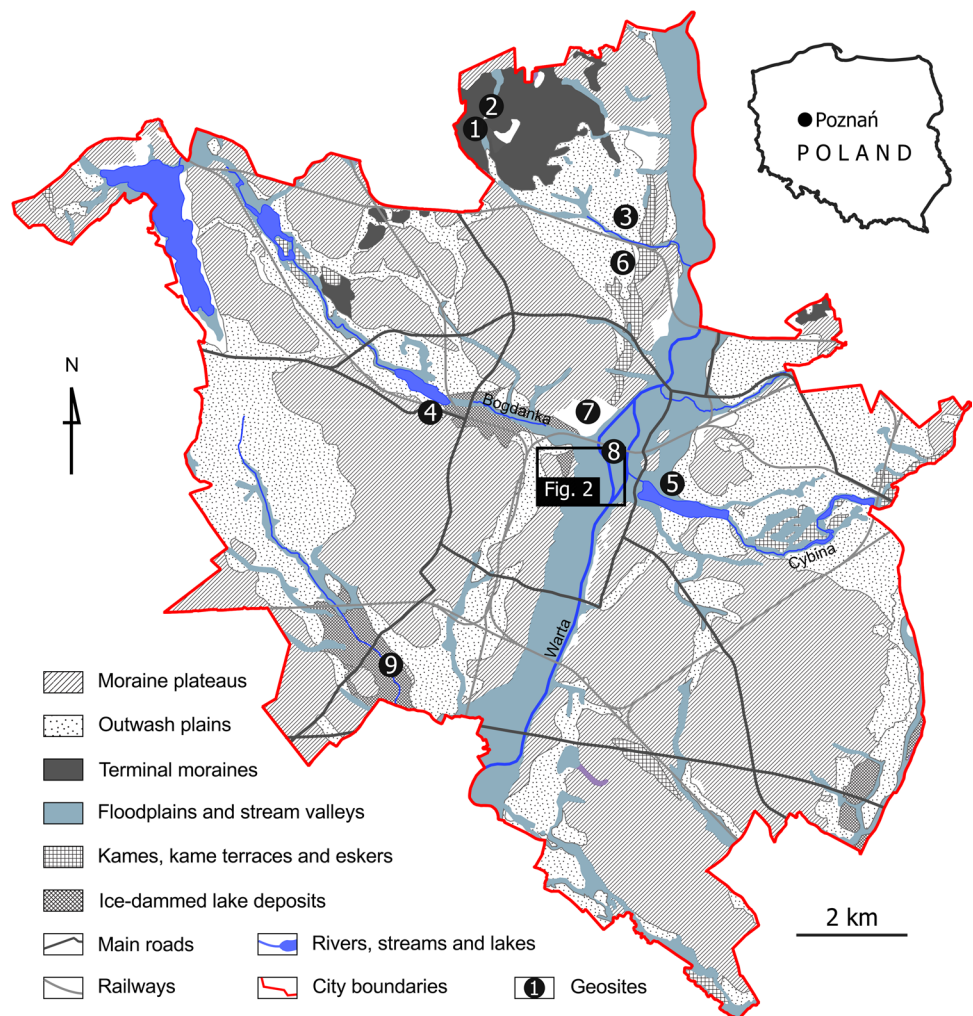 Poznań
POLAND
N
2
1
3
6
7
4
Bogdanka
8
5
Fig. 2
Cybina
Warta
9
Moraine plateaus
Outwash plains
Terminal moraines
Floodplains and stream valleys
Kames, kame terraces and eskers
Ice-dammed lake deposits
2 km
Main roads
Rivers, streams and lakes
Railways
City boundaries
1
Geosites